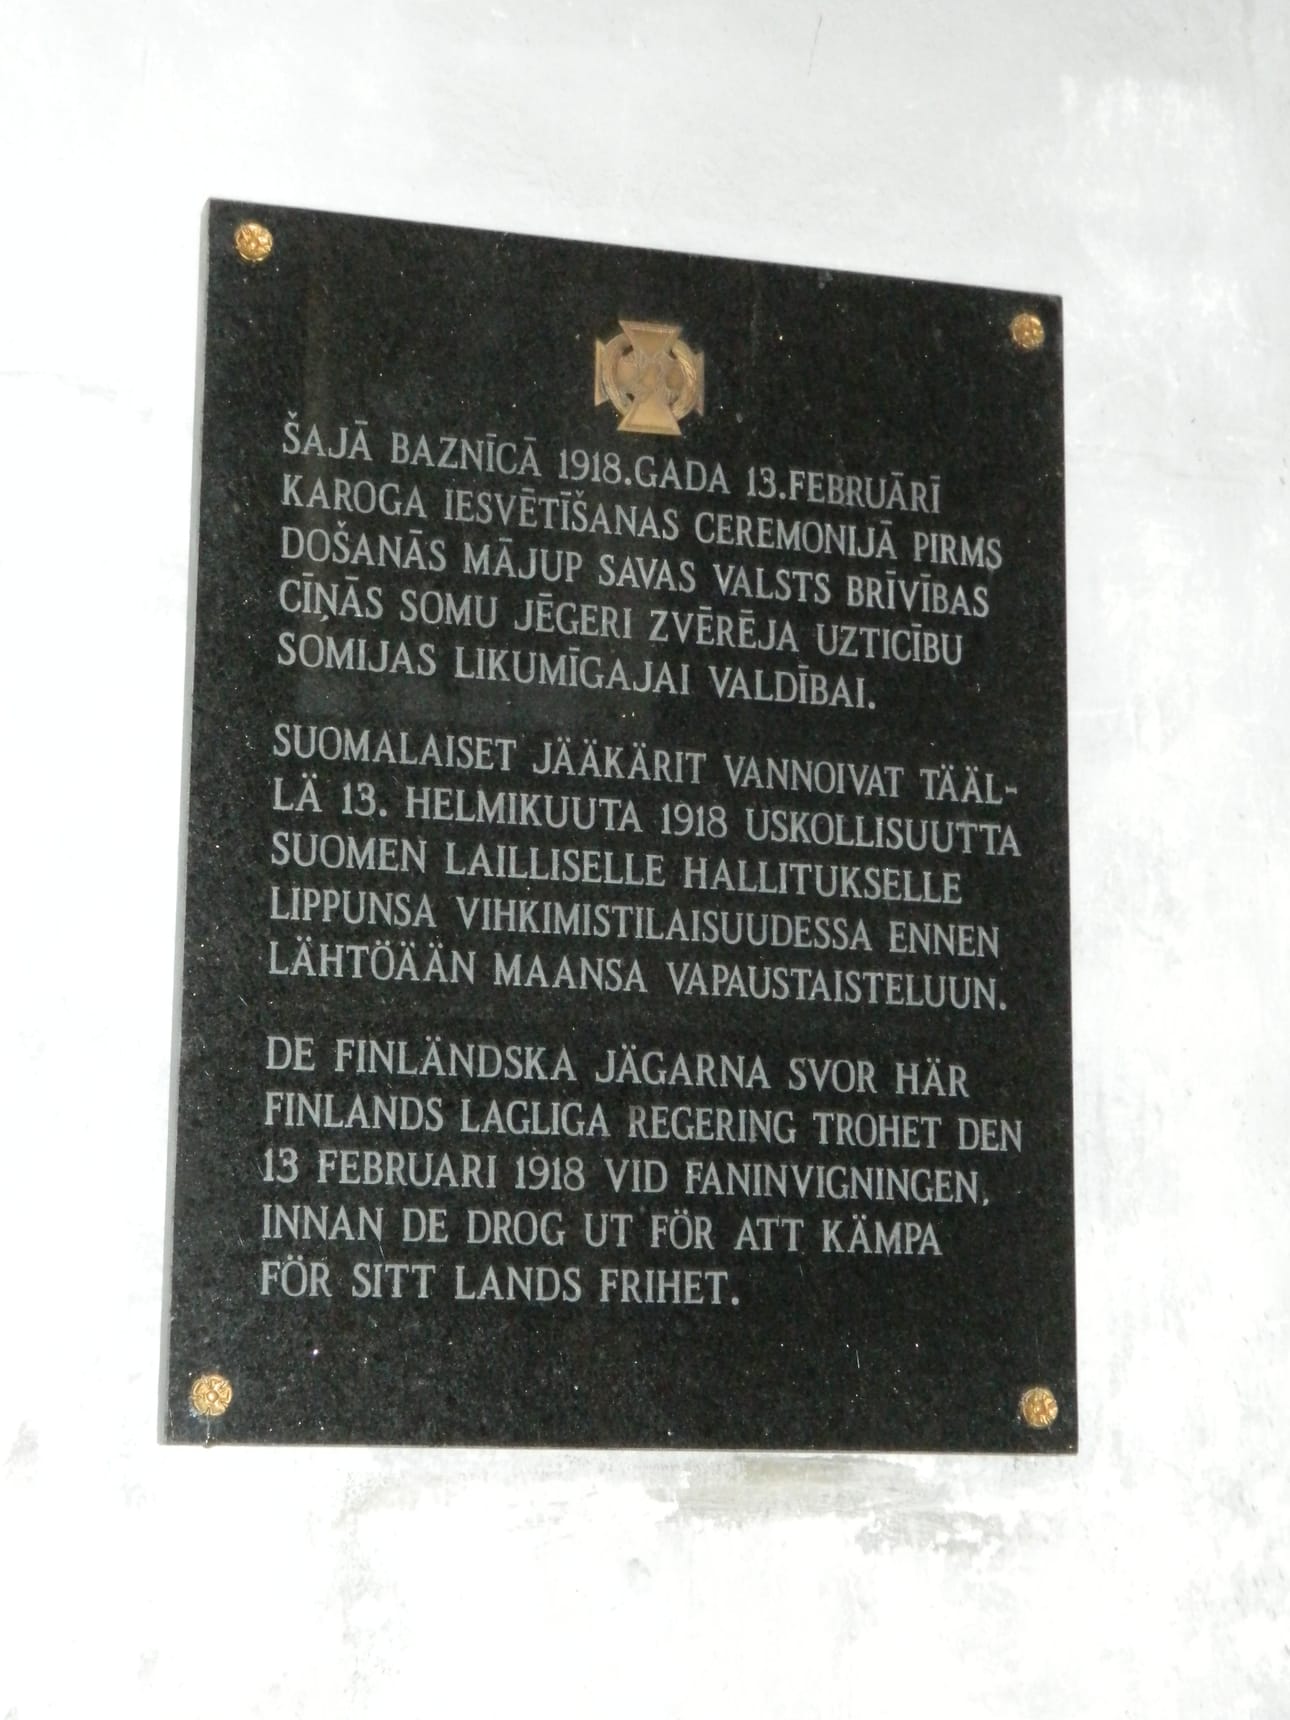 ŠAJĀ BAZNĪCĀ 1918.GADA 13.FEBRUĀRĪ
KAROGA IESVĒTĪŠANAS CEREMONIJĀ PIRMS
DOŠANĀS MĀJUP SAVAS VALSTS BRĪVĪBAS
CĪŅĀS SOMU JĒGERI ZVĒRĒJA UZTICĪBU
SOMIJAS LIKUMĪGAJAI VALDĪBAI.
SUOMALAISET JÄÄKÄRIT VANNOIVAT TÄÄL-
LÄ 13. HELMIKUUTA 1918 USKOLLISUUTTA
SUOMEN LAILLISELLE HALLITUKSELLE
LIPPUNSA VIHKIMISTILAISUUDESSA ENNEN
LÄHTÖÄÄN MAANSA VAPAUSTAISTELUUN.
DE FINLÄNDSKA JÄGARNA SVOR HÄR
FINLANDS LAGLIGA REGERING TROHET DEN
13 FEBRUARI 1918 VID FANINVIGNINGEN,
INNAN DE DROG UT FÖR ATT KÄMPA
FÖR SITT LANDS FRIHET.